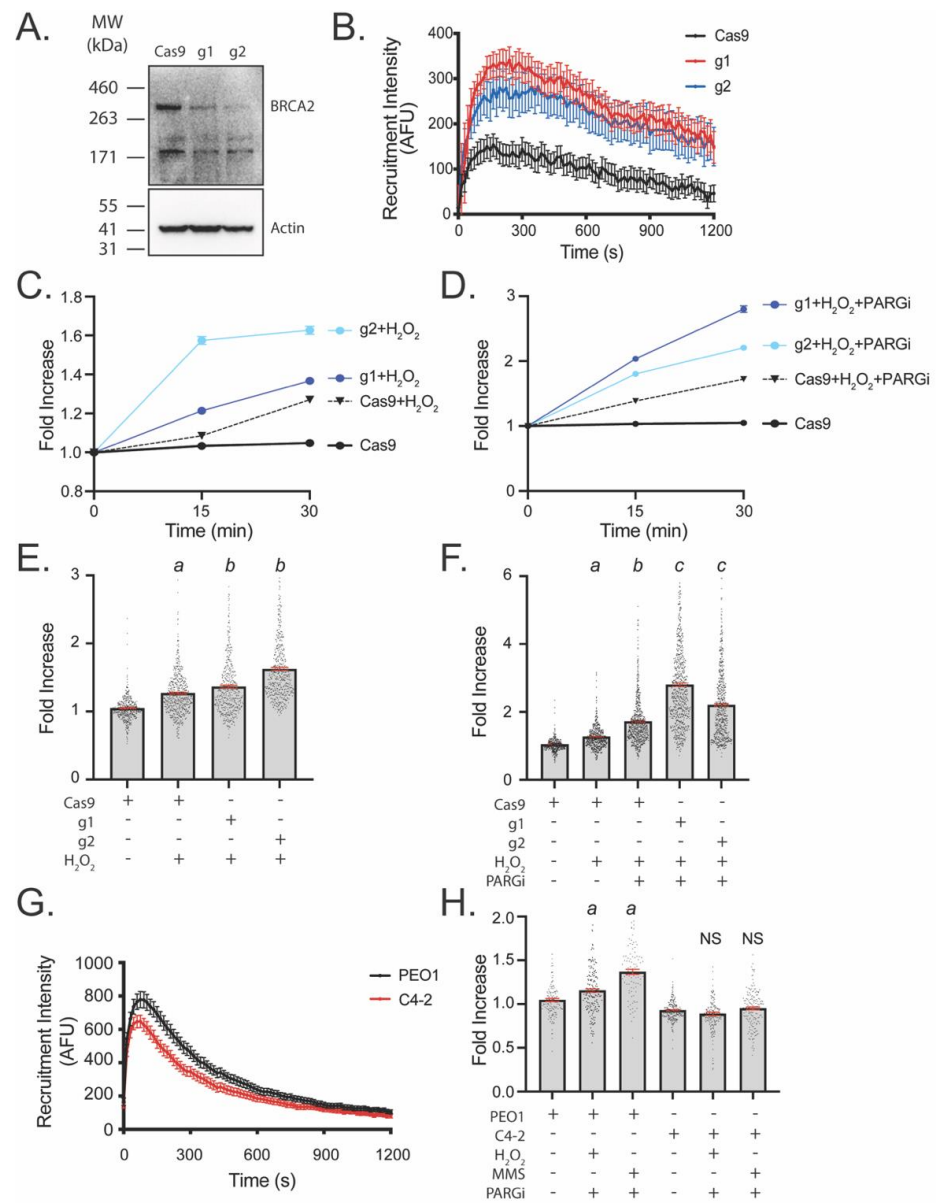 A.
MW
(kDa)
Cas9 g1 g2
460
263
171
BRCA2
55
41
31
Actin
B.
Recruitment Intensity
(AFU)
400
300
200
100
0
0 300 600 900 1200
Time (s)
Cas9
g1
g2
C.
Fold Increase
1.8
1.6
1.4
1.2
1.0
0.8
0 15 30
Time (min)
g2+H₂O₂
g1+H₂O₂
Cas9+H₂O₂
Cas9
D.
Fold Increase
3
2
1
0
0 15 30
Time (min)
g1+H₂O₂+PARGi
g2+H₂O₂+PARGi
Cas9+H₂O₂+PARGi
Cas9
E.
Fold Increase
3
2
1
0
a b b
Cas9 + + - -
g1 - - + -
g2 - - - +
H₂O₂ - + + +
F.
Fold Increase
6
4
2
0
a b c c
Cas9 + + + - -
g1 - - - + -
g2 - - - - +
H₂O₂ - + + + +
PARGi - - + + +
G.
Recruitment Intensity
(AFU)
1000
800
600
400
200
0
0 300 600 900 1200
Time (s)
PEO1
C4-2
H.
Fold Increase
2.0
1.5
1.0
0.5
0.0
a a NS NS
PEO1 + + + - - -
C4-2 - - - + + +
H₂O₂ - + - - + -
MMS - - + - - +
PARGi - + + - + +